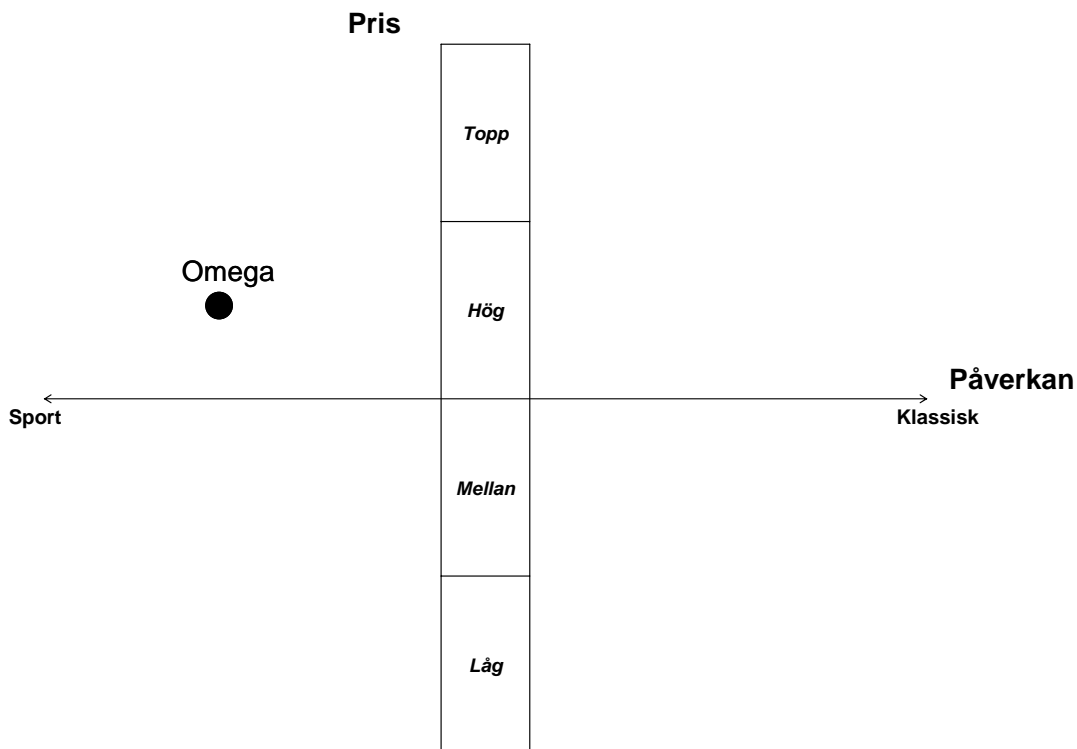 Pris
Topp
Omega
Hög
Påverkan
Sport
Klassisk
Mellan
Låg